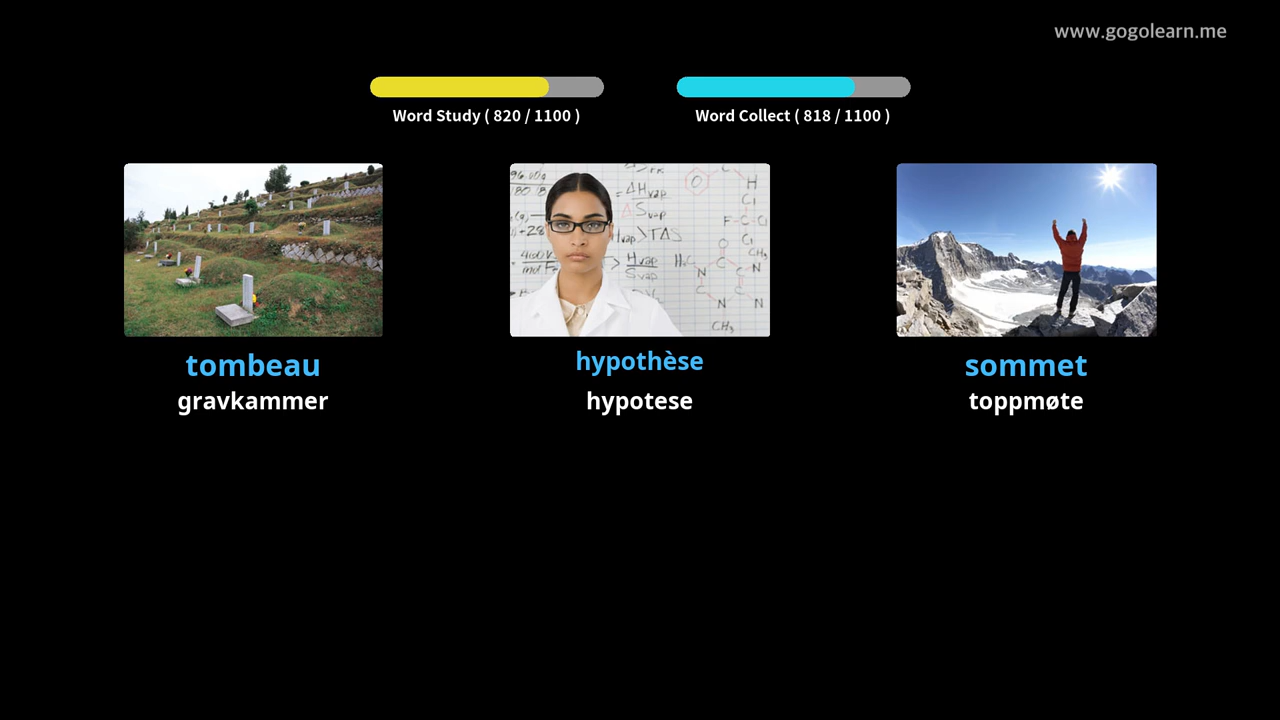 www.gogolearn.me
Word Study ( 820 / 1100 )
Word Collect ( 818 / 1100 )
tombeau
gravkammer
hypothèse
hypotese
sommet
toppmøte